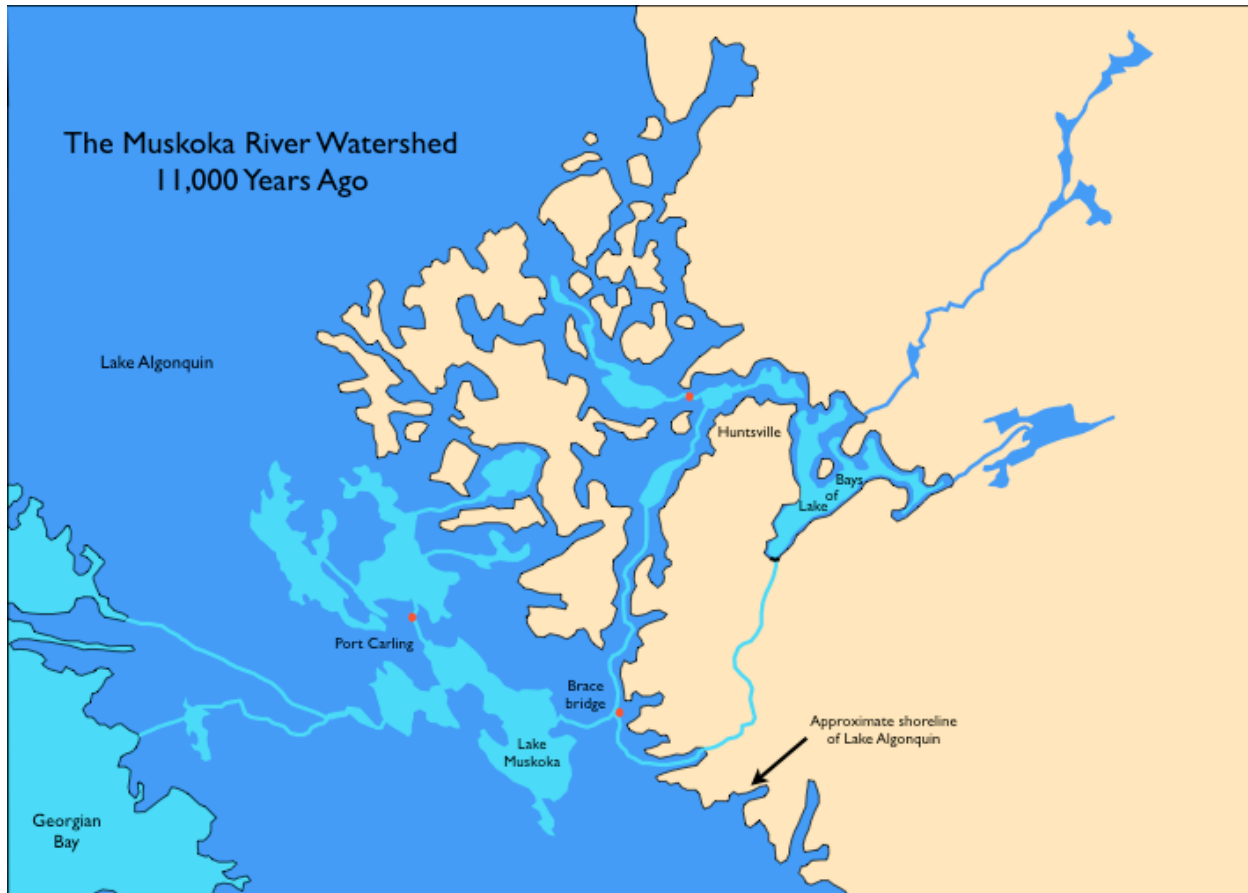 The Muskoka River Watershed
11,000 Years Ago
Lake Algonquin
Huntsville
Bays
of
Lake
Port Carling
Brace
bridge
Lake
Muskoka
Approximate shoreline
of Lake Algonquin
Georgian
Bay